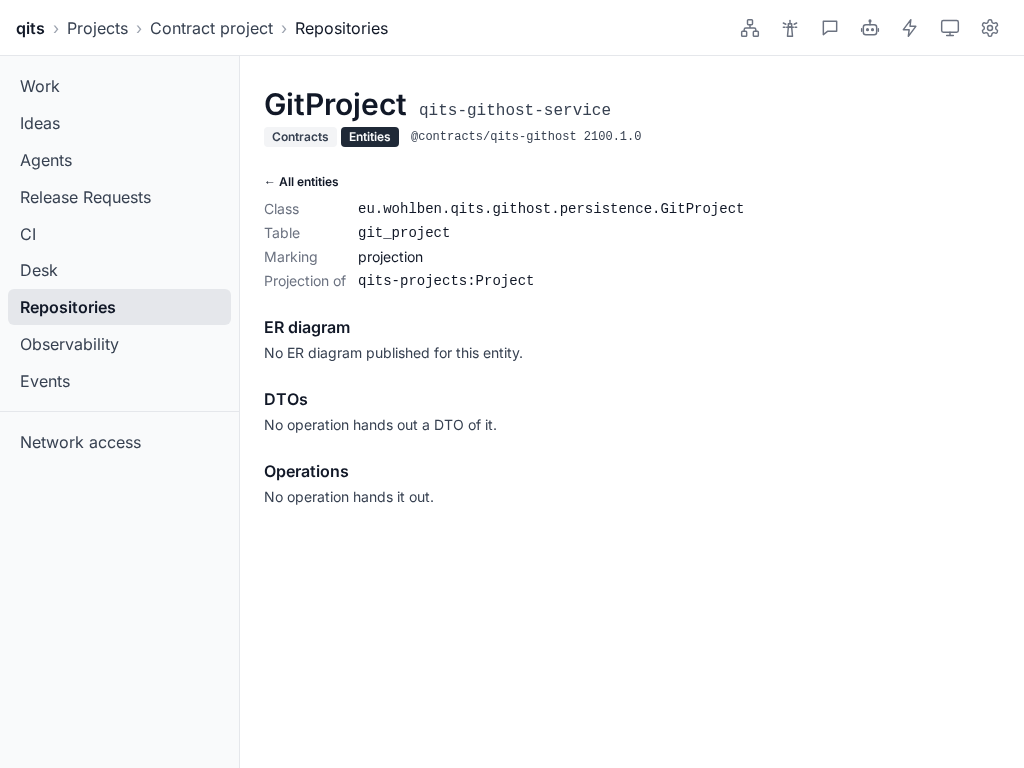 qits › Projects › Contract project › Repositories
Work
Ideas
Agents
Release Requests
CI
Desk
Repositories
Observability
Events
Network access
GitProject qits-githost-service
Contracts Entities @contracts/qits-githost 2100.1.0
← All entities
Class eu.wohlben.qits.githost.persistence.GitProject
Table git_project
Marking projection
Projection of qits-projects:Project
ER diagram
No ER diagram published for this entity.
DTOs
No operation hands out a DTO of it.
Operations
No operation hands it out.